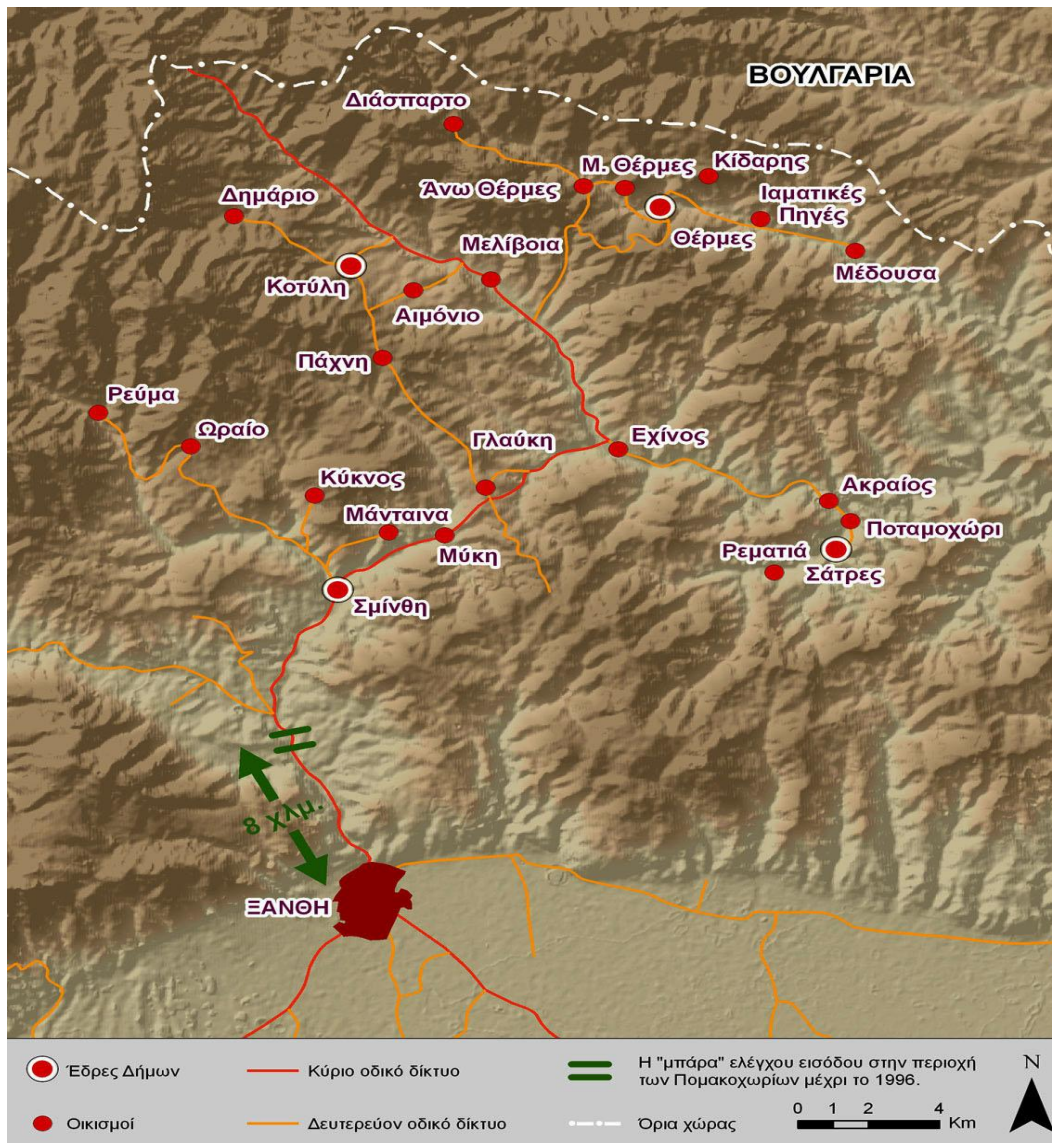 ΒΟΥΛΓΑΡΙΑ
Διάσπαρτο
Μ. Θέρμες
Κίδαρης
Άνω Θέρμες
Ιαματικές
Πηγές
Δημάριο
Θέρμες
Μελίβοια
Μέδουσα
Κοτύλη
Αιμόνιο
Πάχνη
Ρεύμα
Ωραίο
Γλαύκη
Εχίνος
Κύκνος
Ακραίος
Μάνταινα
Ποταμοχώρι
Μύκη
Ρεματιά
Σάτρες
Σμίνθη
8 χλμ.
ΞΑΝΘΗ
Έδρες Δήμων
Κύριο οδικό δίκτυο
Η "μπάρα" ελέγχου εισόδου στην περιοχή
των Πομακοχωρίων μέχρι το 1996.
N
Οικισμοί
Δευτερεύον οδικό δίκτυο
Όρια χώρας
0 1 2 4
Km